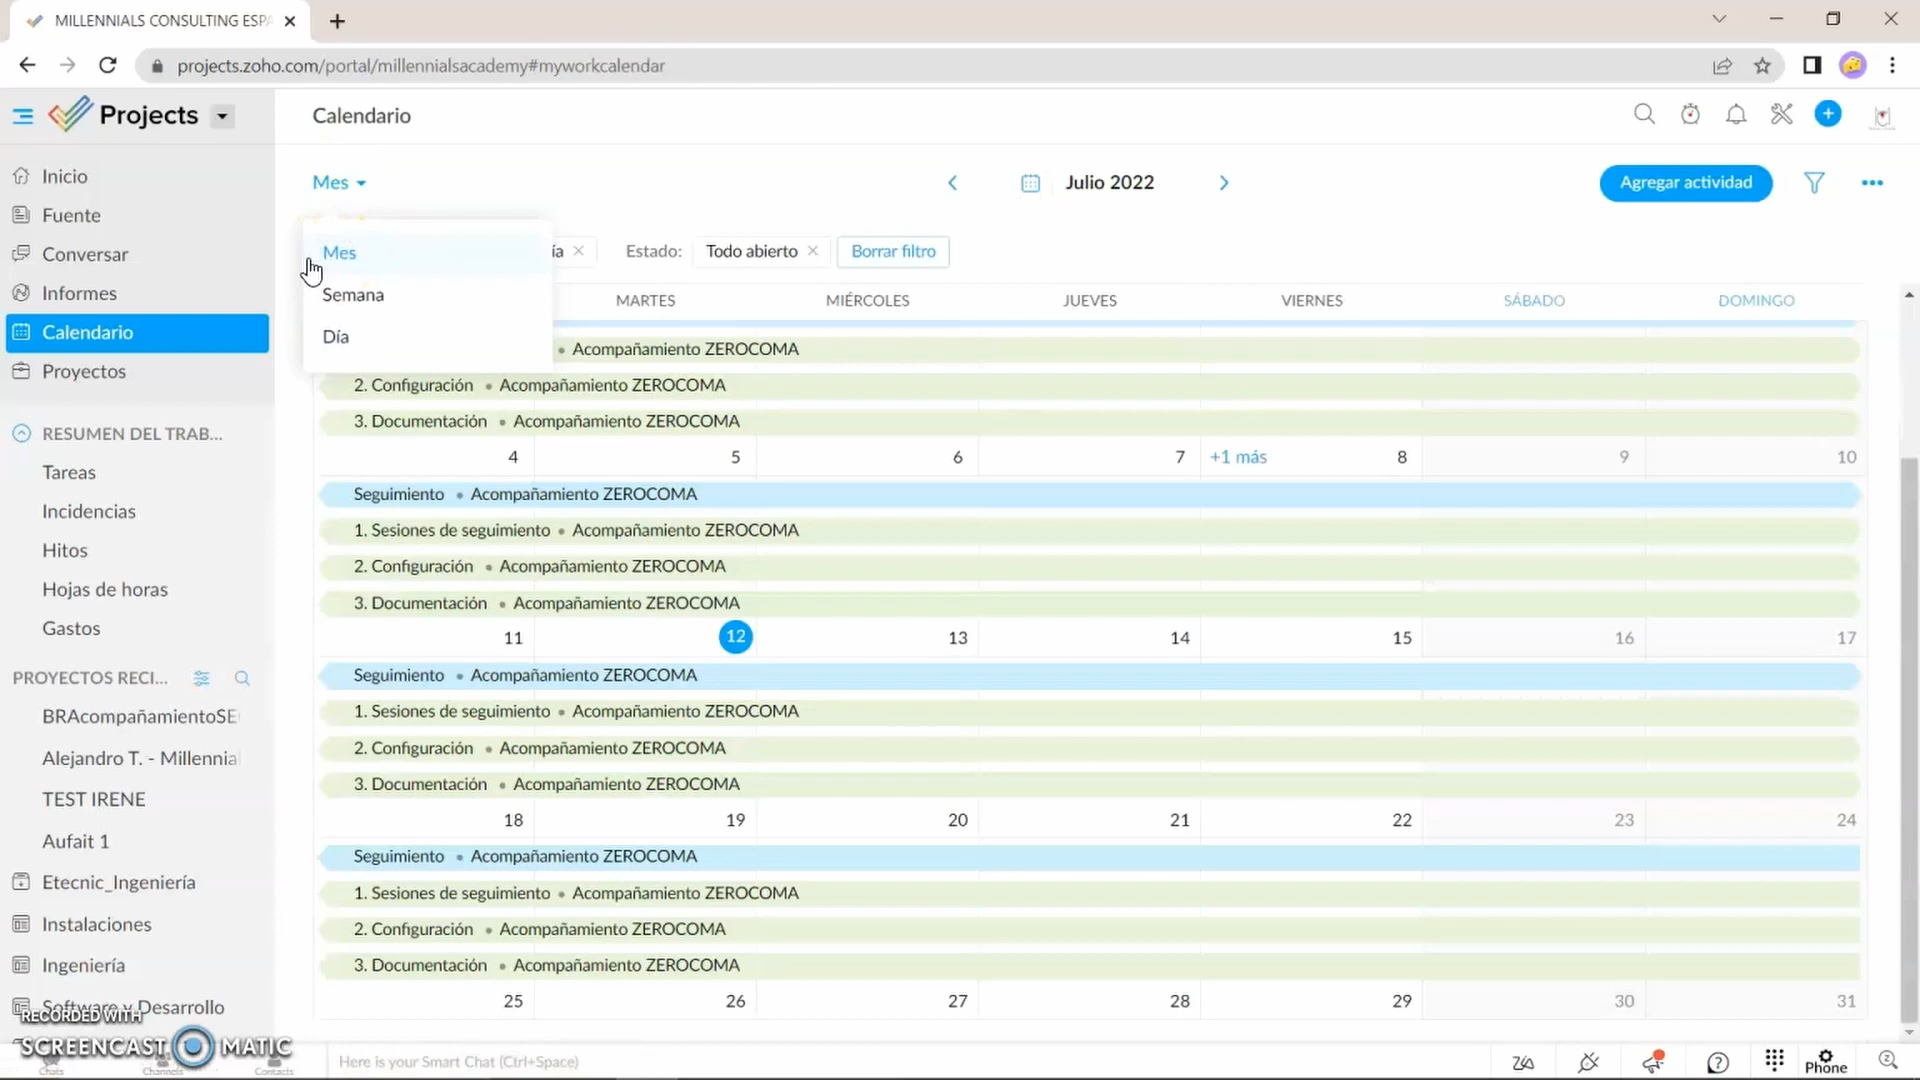 MILLENNIALS CONSULTING ESPA
projects.zoho.com/portal/millennialsacademy#myworkcalendar
Projects
Calendario
Inicio
Fuente
Conversar
Informes
Calendario
Proyectos
RESUMEN DEL TRAB...
Tareas
Incidencias
Hitos
Hojas de horas
Gastos
PROYECTOS RECI...
BRAcompañamientoSE
Alejandro T. - Millennial
TEST IRENE
Aufait 1
Etecnic_Ingeniería
Instalaciones
Ingeniería
Software y Desarrollo
RECORDED WITH
SCREENCAST MATIC
Chats Channels Contacts
Mes
Julio 2022
Agregar actividad
Mes
Semana
Día
ía Estado: Todo abierto Borrar filtro
MARTES MIÉRCOLES JUEVES VIERNES SÁBADO DOMINGO
Acompañamiento ZEROCOMA
2. Configuración Acompañamiento ZEROCOMA
3. Documentación Acompañamiento ZEROCOMA
4 5 6 7 +1 más 8 9 10
Seguimiento Acompañamiento ZEROCOMA
1. Sesiones de seguimiento Acompañamiento ZEROCOMA
2. Configuración Acompañamiento ZEROCOMA
3. Documentación Acompañamiento ZEROCOMA
11 12 13 14 15 16 17
Seguimiento Acompañamiento ZEROCOMA
1. Sesiones de seguimiento Acompañamiento ZEROCOMA
2. Configuración Acompañamiento ZEROCOMA
3. Documentación Acompañamiento ZEROCOMA
18 19 20 21 22 23 24
Seguimiento Acompañamiento ZEROCOMA
1. Sesiones de seguimiento Acompañamiento ZEROCOMA
2. Configuración Acompañamiento ZEROCOMA
3. Documentación Acompañamiento ZEROCOMA
25 26 27 28 29 30 31
Here is your Smart Chat (Ctrl+Space)
Phone